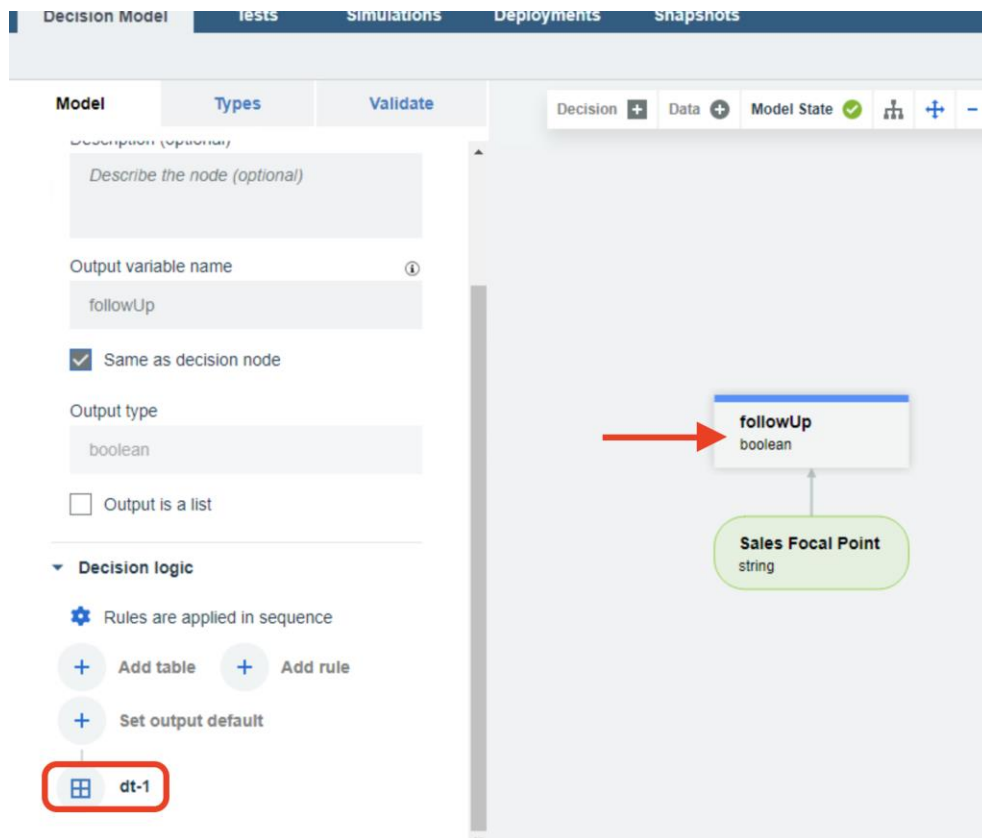 Decision Model Tests Simulations Deployments Snapshots
Model Types Validate
Decision Data Model State
Description (optional)
Describe the node (optional)
Output variable name
followUp
Same as decision node
Output type
boolean
Output is a list
Decision logic
Rules are applied in sequence
Add table Add rule
Set output default
dt-1
followUp
boolean
Sales Focal Point
string